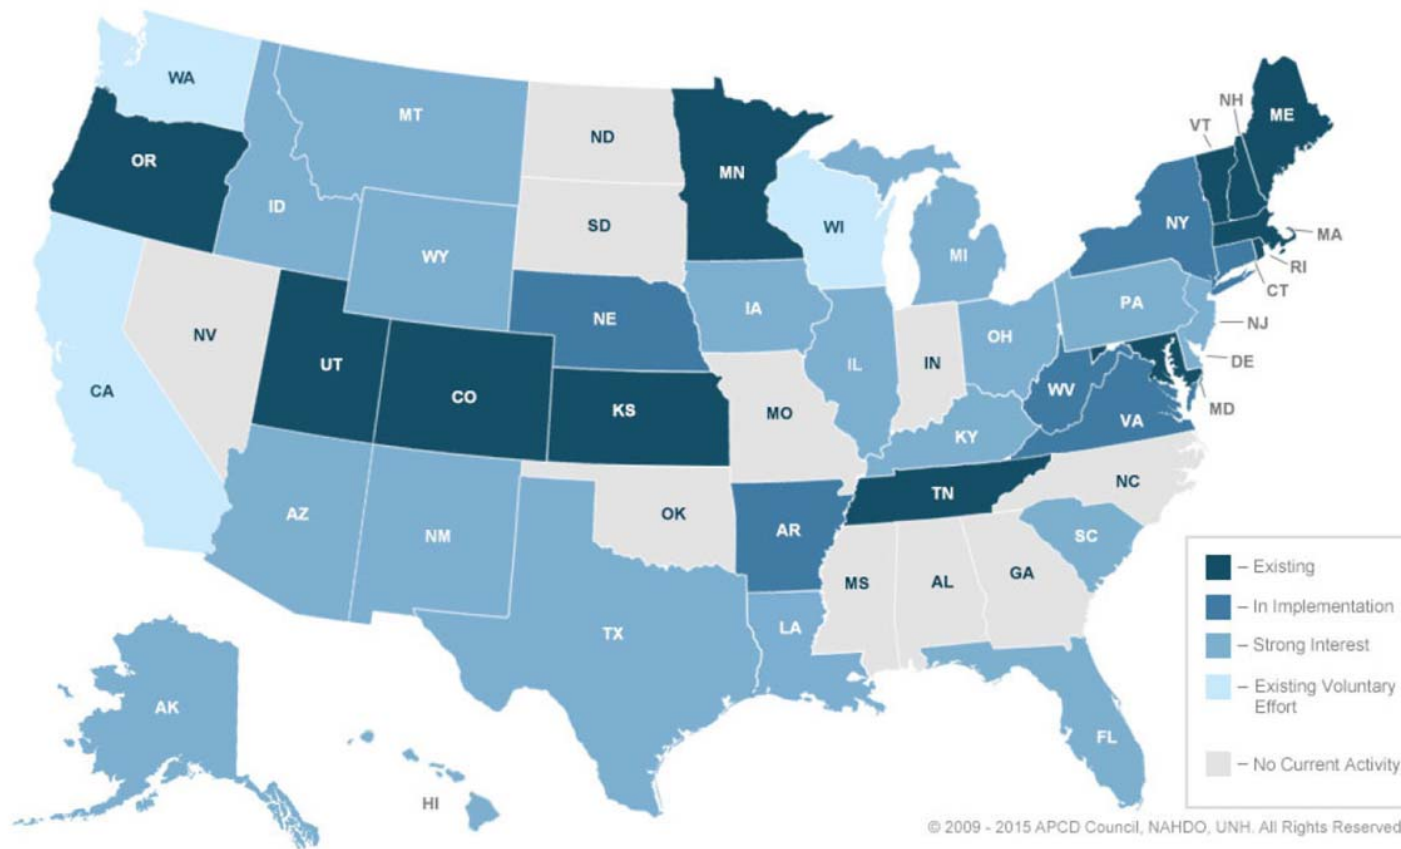 WA
MT
ND
MN
NH
ME
VT
OR
ID
SD
WI
NY
MA
WY
MI
RI
CT
NE
IA
PA
NJ
NV
UT
CO
KS
MO
IL
IN
OH
DE
WV
MD
CA
KY
VA
AZ
NM
OK
AR
TN
NC
SC
MS
AL
GA
TX
LA
FL
AK
HI
– Existing
– In Implementation
– Strong Interest
– Existing Voluntary
Effort
– No Current Activity
© 2009 - 2015 APCD Council, NAHDO, UNH. All Rights Reserved